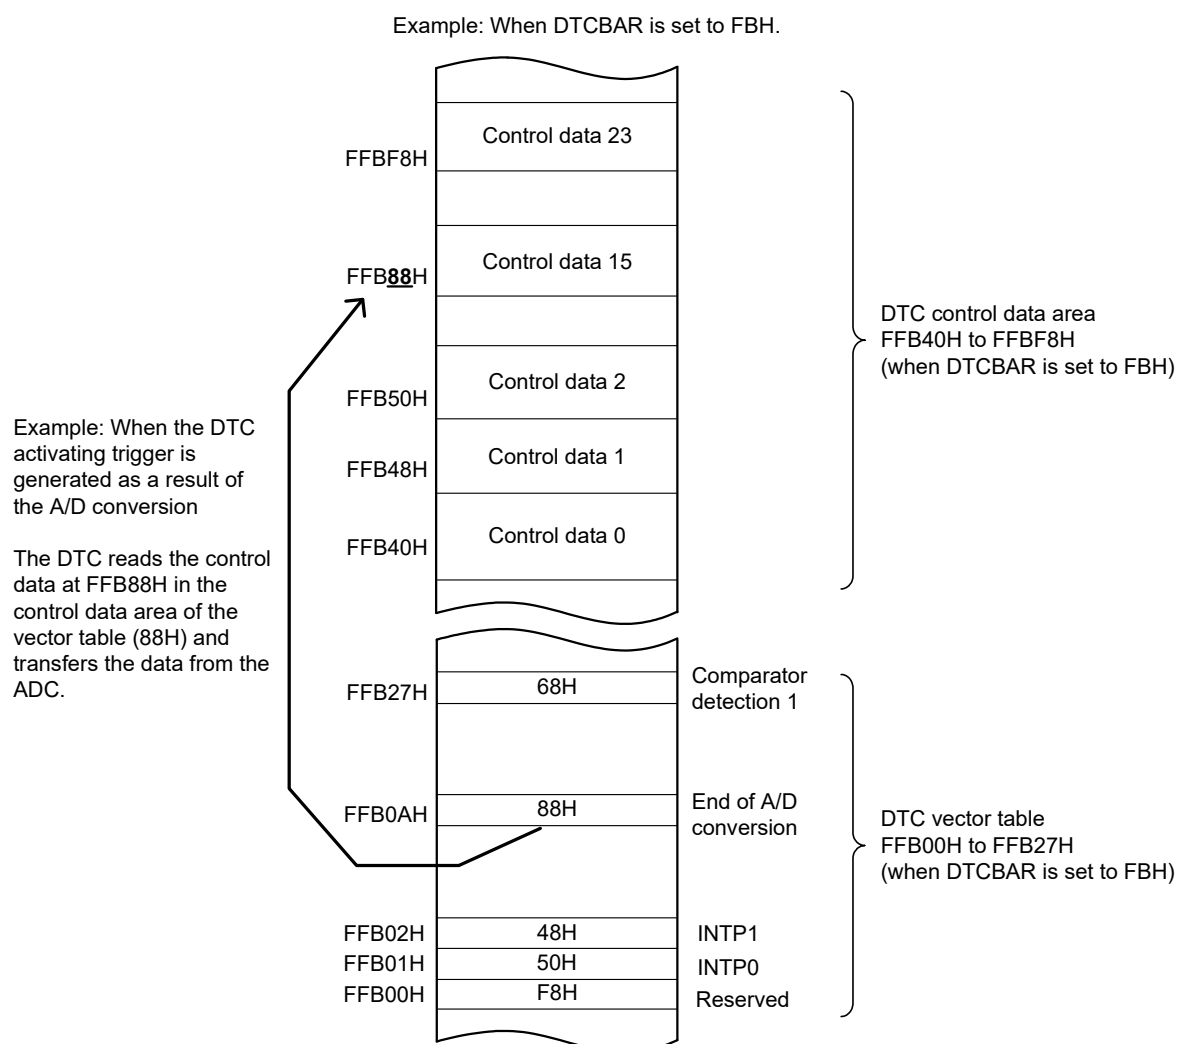 Example: When DTCBAR is set to FBH.
Control data 23
FFBF8H
Control data 15
FFB88H
DTC control data area
FFB40H to FFBF8H
(when DTCBAR is set to FBH)
Control data 2
FFB50H
Control data 1
FFB48H
Control data 0
FFB40H
Example: When the DTC
activating trigger is
generated as a result of
the A/D conversion
The DTC reads the control
data at FFB88H in the
control data area of the
vector table (88H) and
transfers the data from the
ADC.
FFB27H
68H
Comparator
detection 1
FFB0AH
88H
End of A/D
conversion
DTC vector table
FFB00H to FFB27H
(when DTCBAR is set to FBH)
FFB02H
48H
INTP1
FFB01H
50H
INTP0
FFB00H
F8H
Reserved